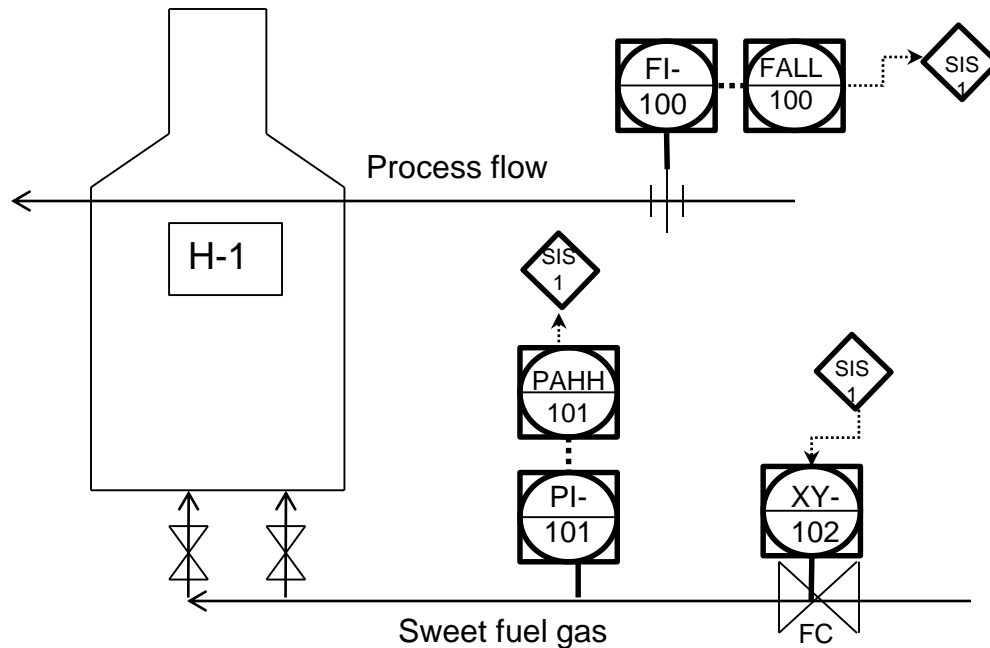 FI-
100
FALL
100
SIS
1
Process flow
H-1
SIS
1
PAHH
101
SIS
1
PI-
101
XY-
102
Sweet fuel gas
FC